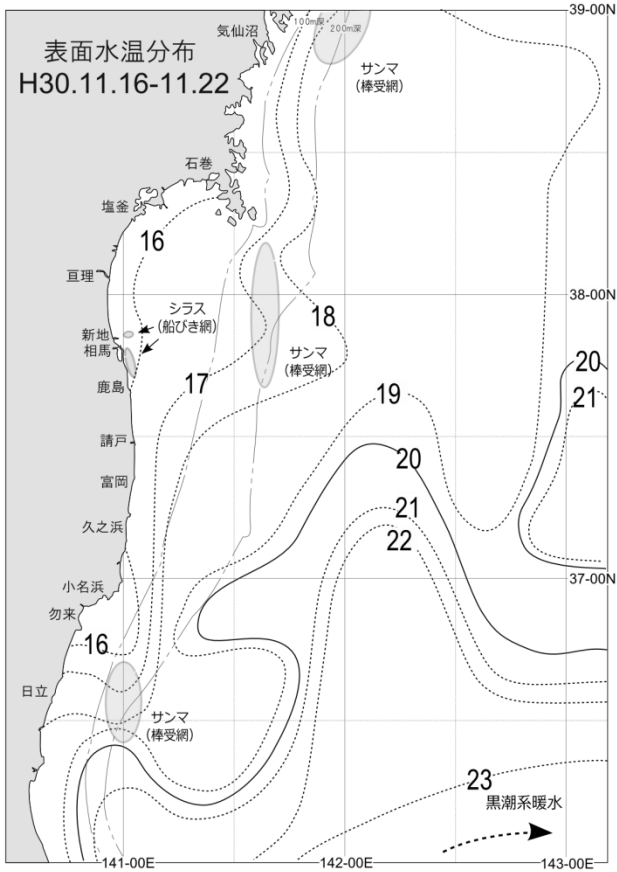 39-00N
気仙沼
100m深
200m深
表面水温分布
H30.11.16-11.22
サンマ
(棒受網)
石巻
塩釜
16
亘理
38-00N
シラス
(船びき網)
18
新地
相馬
サンマ
(棒受網)
20
鹿島
17
19
21
請戸
20
富岡
21
久之浜
22
37-00N
小名浜
勿来
16
日立
サンマ
(棒受網)
23
黒潮系暖水
141-00E
142-00E
143-00E